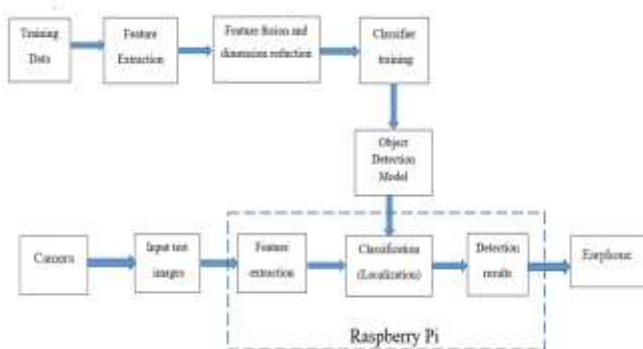 Training
Data
Feature
Extraction
Feature fusion and
dimension reduction
Classifier
training
Object
Detection
Model
Camera
Input test
images
Feature
extraction
Classification
(Localization)
Detection
results
Earphone
Raspberry Pi